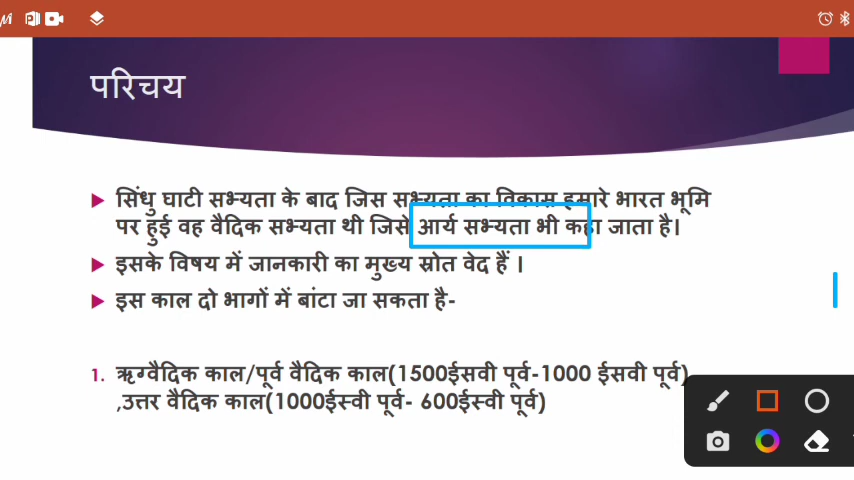 परिचय
सिंधु घाटी सभ्यता के बाद जिस सभ्यता का विकास हमारे भारत भूमि
पर हुई वह वैदिक सभ्यता थी जिसे आर्य सभ्यता भी कहा जाता है।
इसके विषय में जानकारी का मुख्य स्रोत वेद हैं ।
इस काल दो भागों में बांटा जा सकता है-
1. ऋग्वैदिक काल/पूर्व वैदिक काल(1500ईसवी पूर्व-1000 ईसवी पूर्व)
,उत्तर वैदिक काल(1000ईस्वी पूर्व- 600ईस्वी पूर्व)